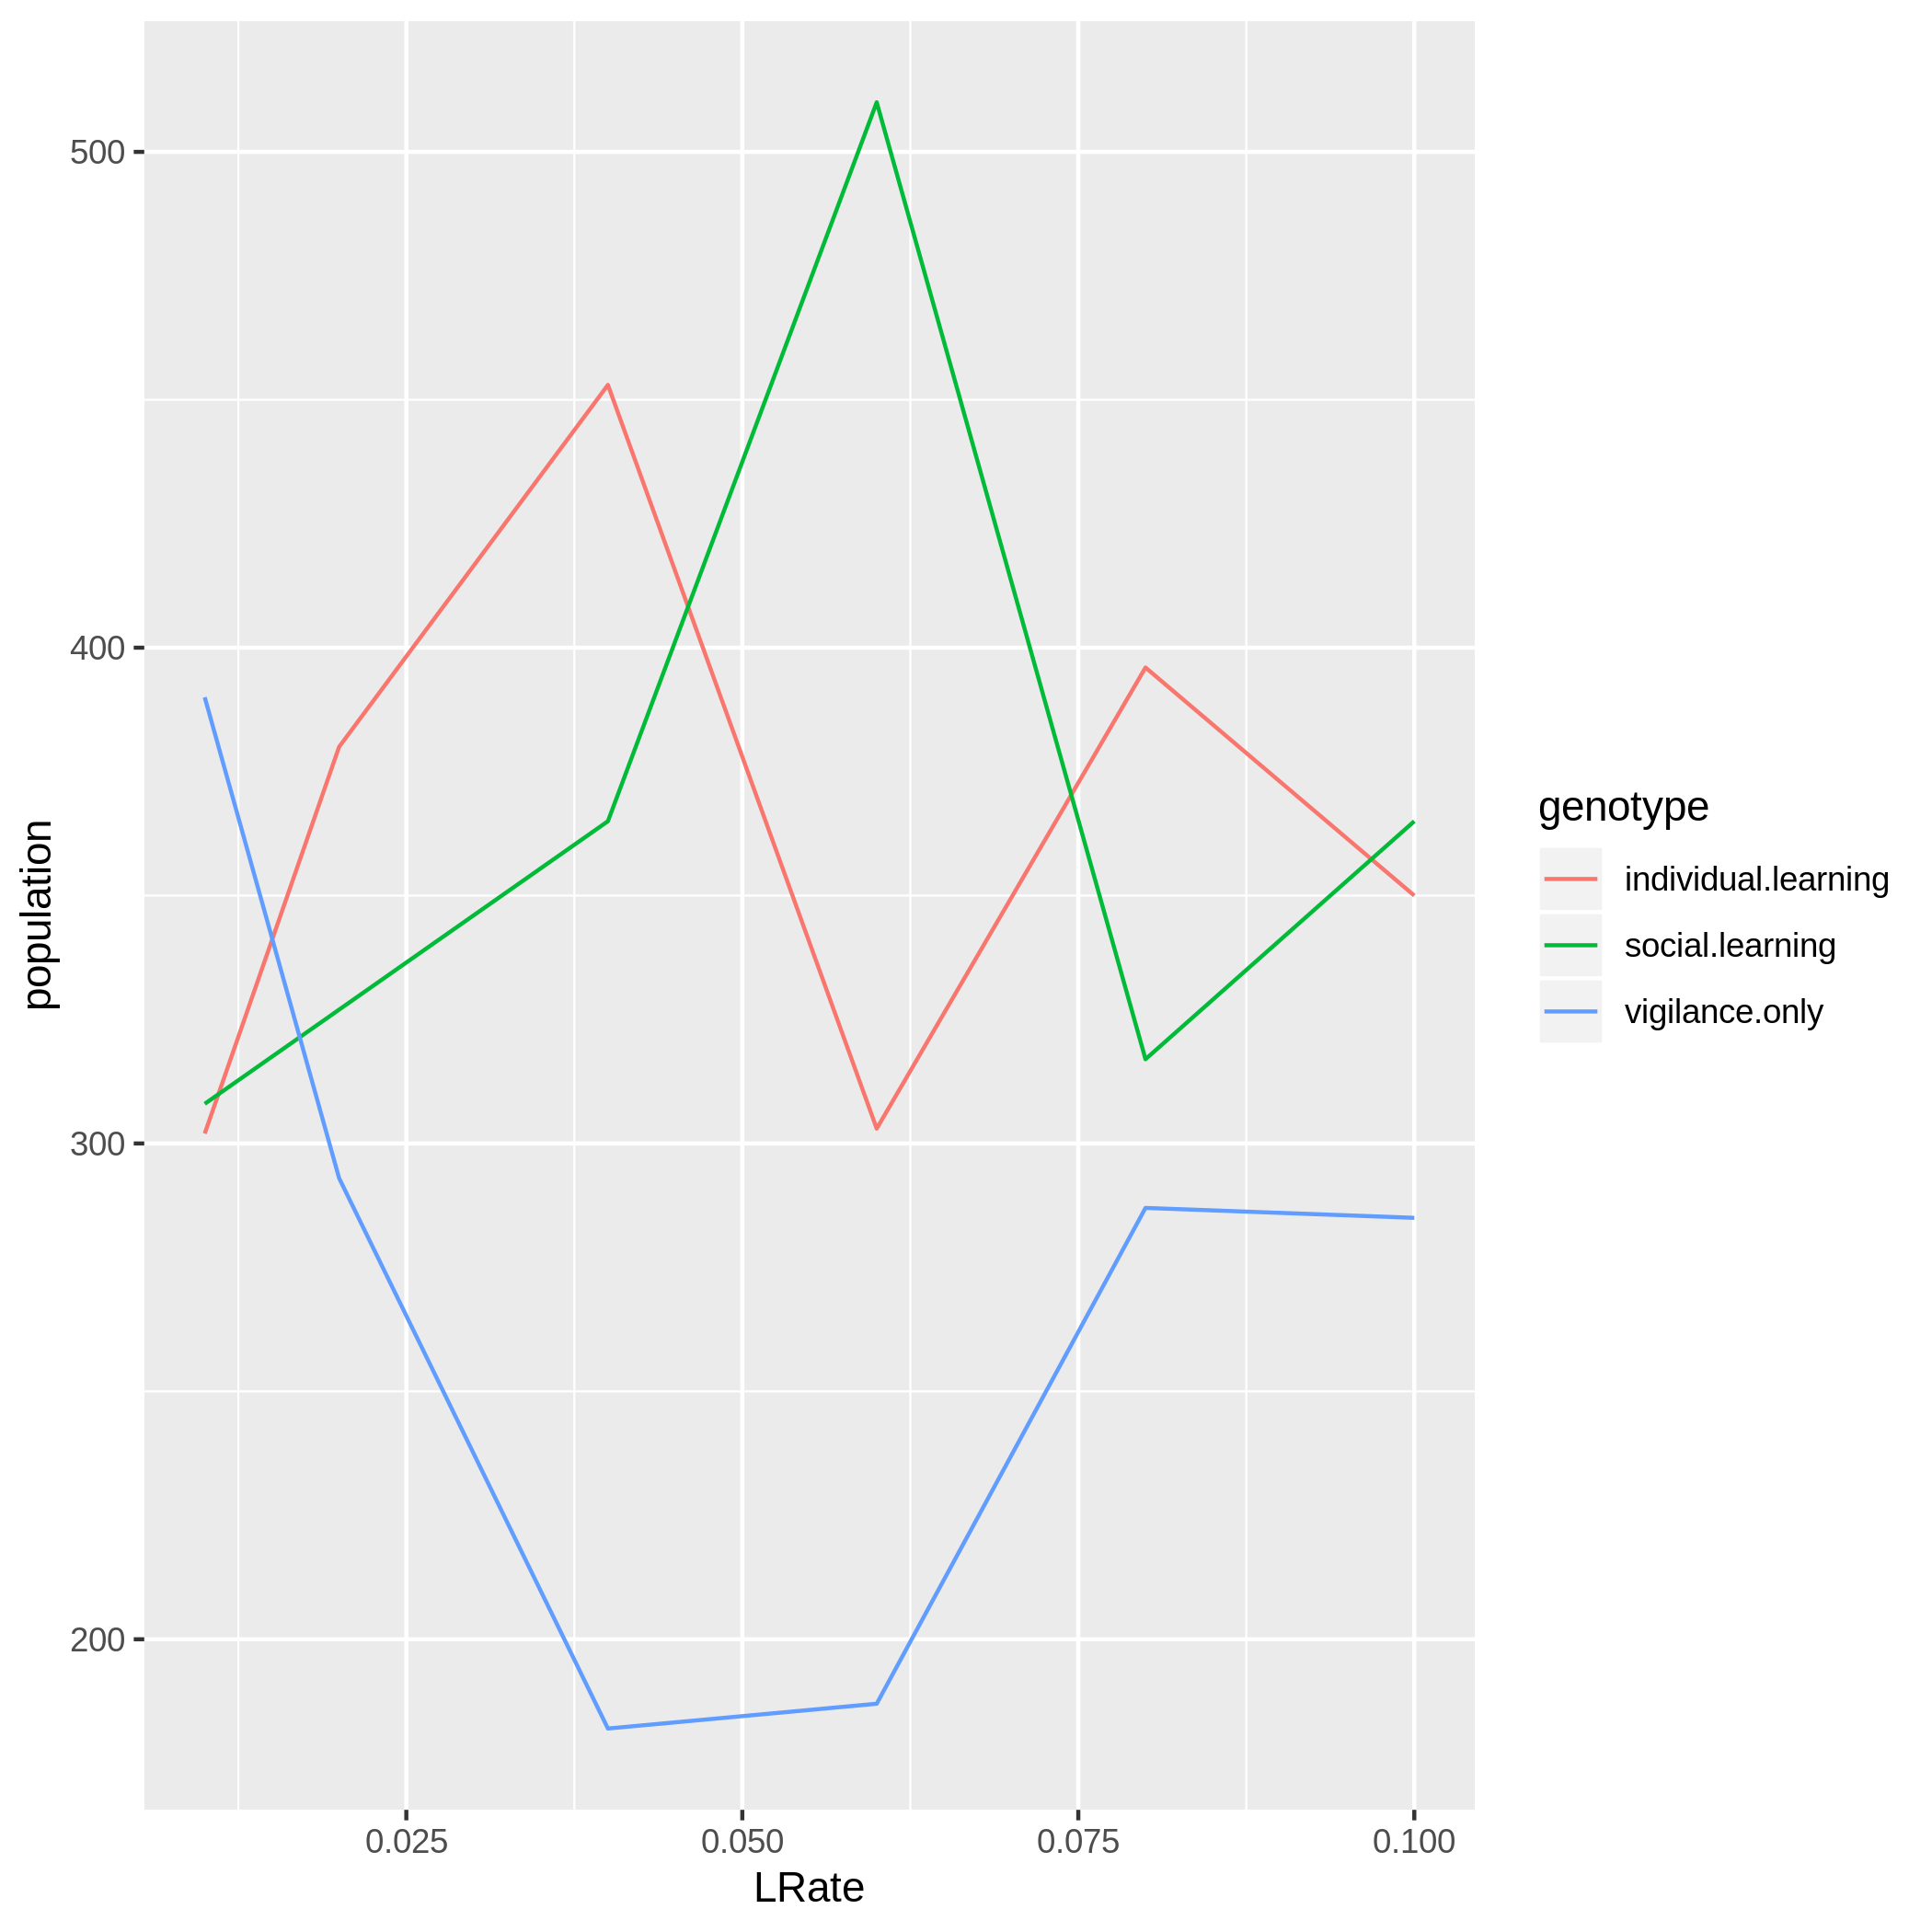 500
400
300
200
population
0.025 0.050 0.075 0.100
LRate
genotype
individual.learning
social.learning
vigilance.only